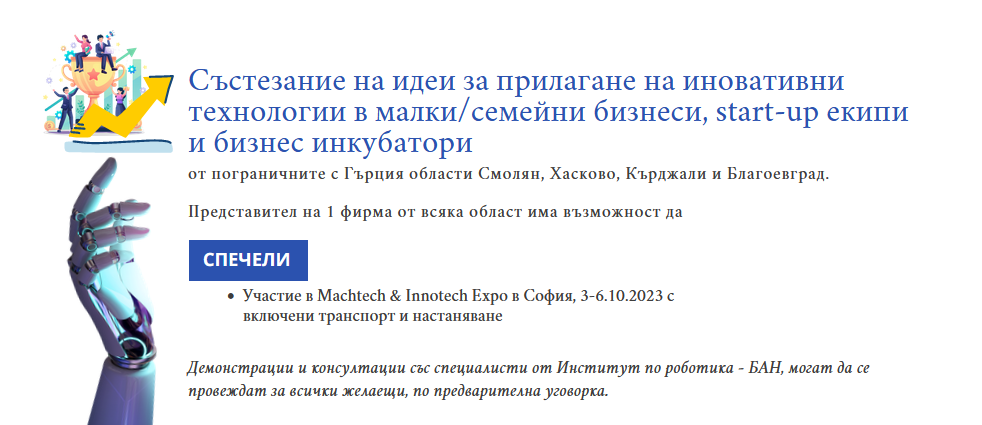 Състезание на идеи за прилагане на иновативни
технологии в малки/семейни бизнеси, start-up екипи
и бизнес инкубатори
от пограничните с Гърция области Смолян, Хасково, Кърджали и Благоевград.
Представител на 1 фирма от всяка област има възможност да
СПЕЧЕЛИ
• Участие в Machtech & Innotech Expo в София, 3-6.10.2023 с
включени транспорт и настаняване
Демонстрации и консултации със специалисти от Институт по роботика - БАН, могат да се
провеждат за всички желаещи, по предварителна уговорка.